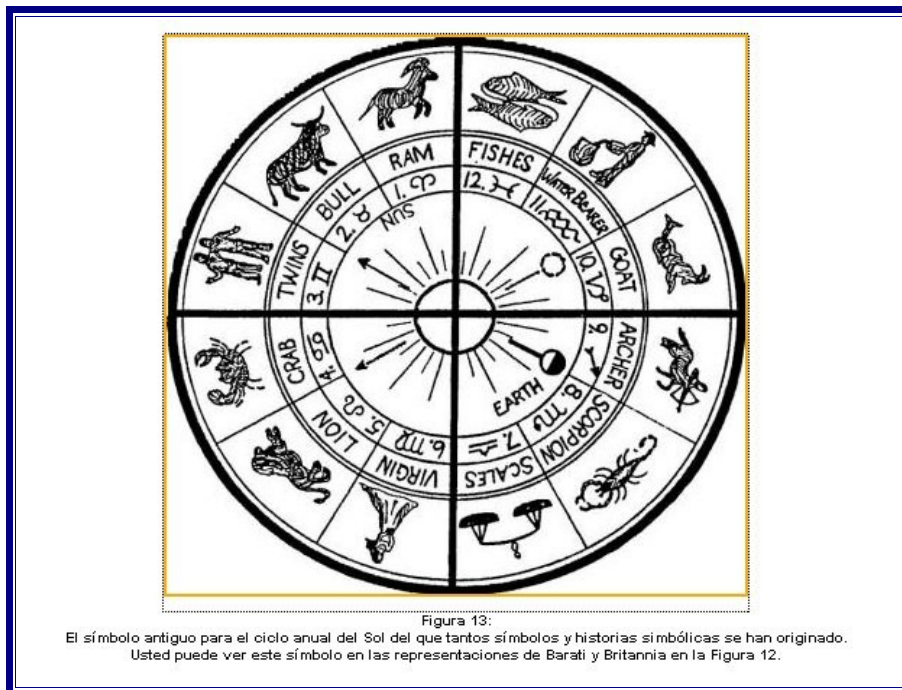 RAM
1. ♈
FISHES
12. ♓
WATER BEARER
11. ♒
GOAT
10. ♑
ARCHER
9. ♐
SCORPION
8. ♏
SCALES
7. ♎
VIRGIN
6. ♍
LION
5. ♌
CRAB
4. ♋
TWINS
3. ♊
BULL
2. ♉
SUN
EARTH
Figura 13:
El símbolo antiguo para el ciclo anual del Sol del que tantos símbolos y historias simbólicas se han originado.
Usted puede ver este símbolo en las representaciones de Barati y Britannia en la Figura 12.